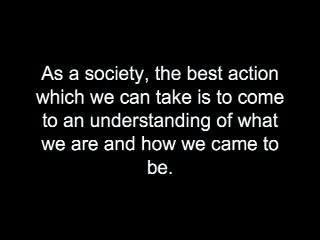 As a society, the best action
which we can take is to come
to an understanding of what
we are and how we came to
be.